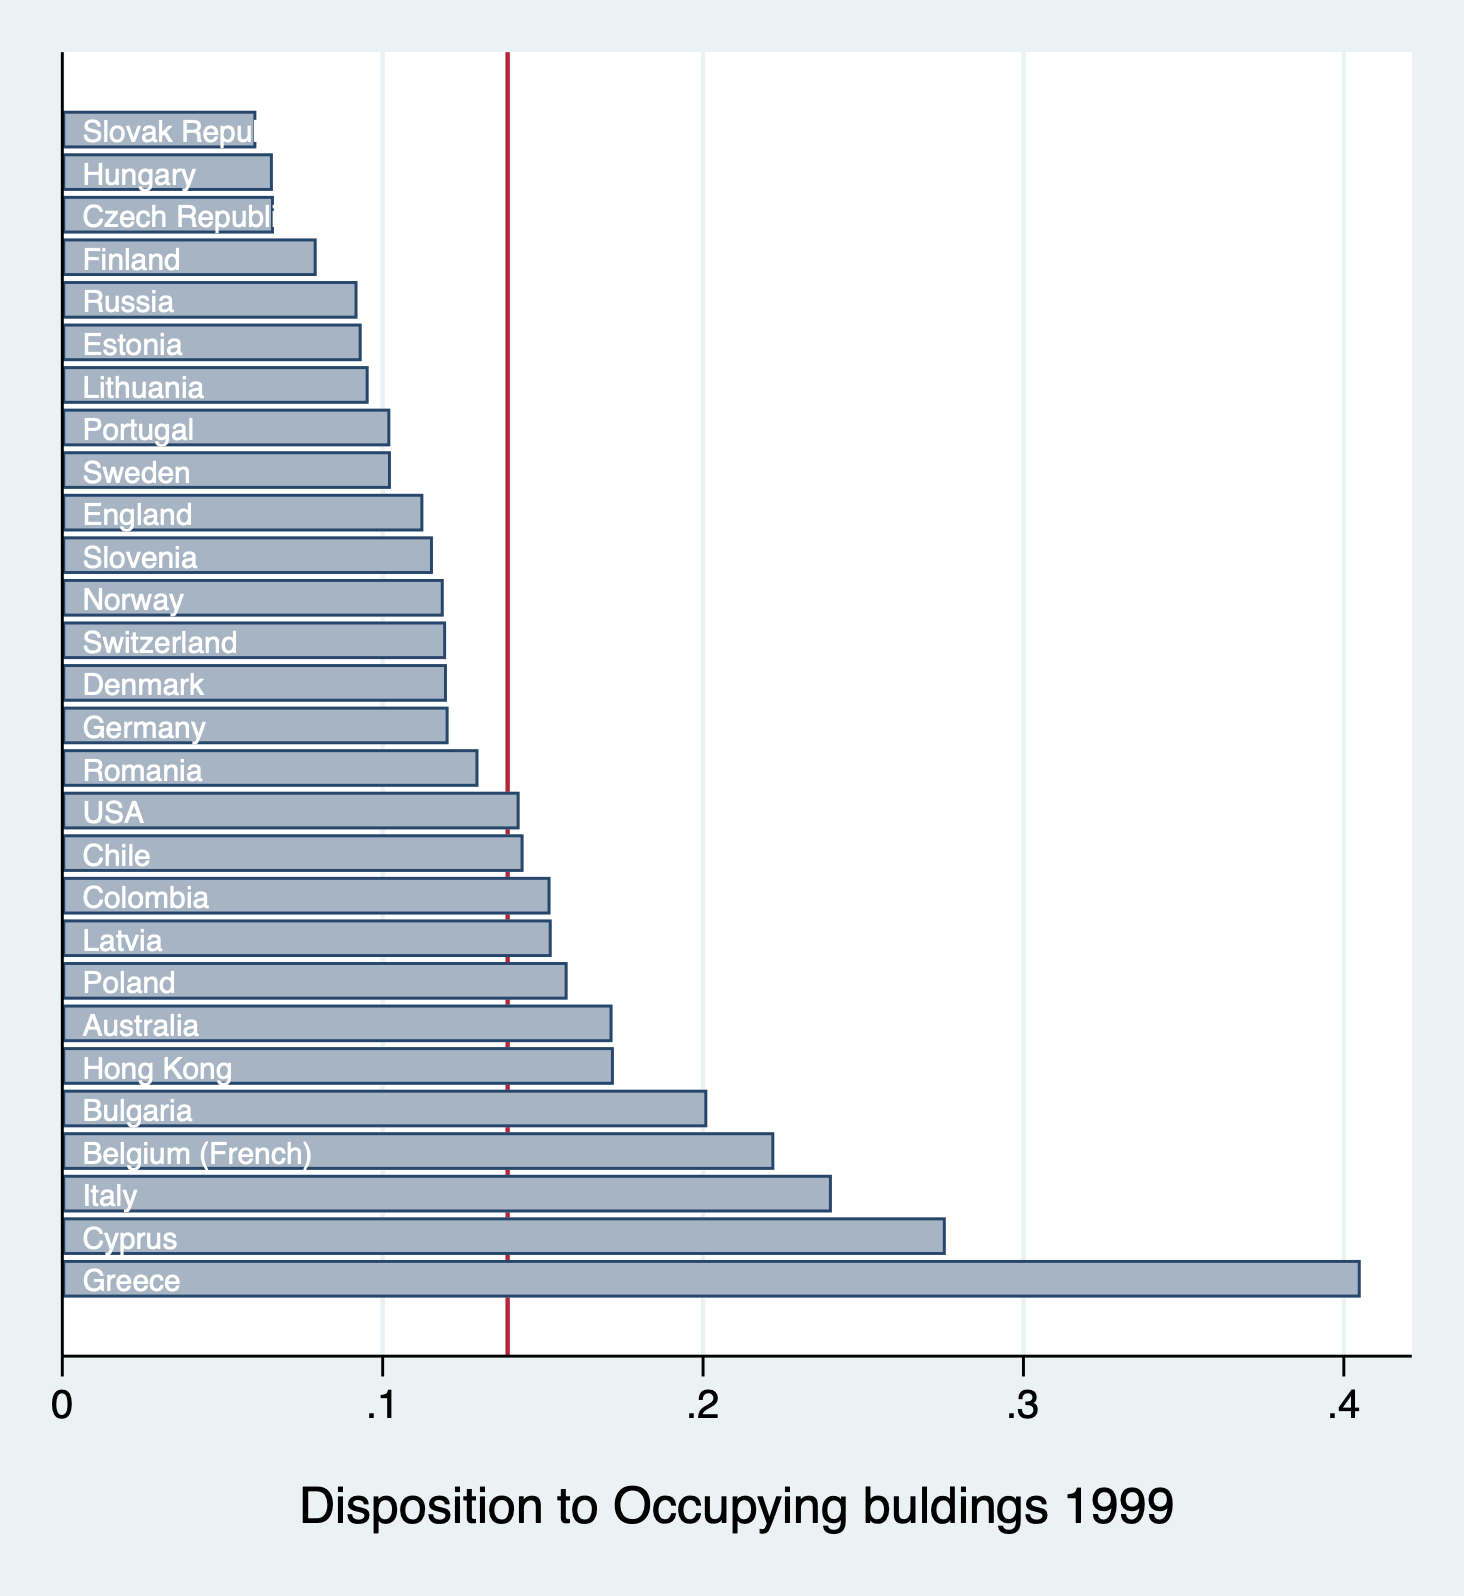 Slovak Repu
Hungary
Czech Republ
Finland
Russia
Estonia
Lithuania
Portugal
Sweden
England
Slovenia
Norway
Switzerland
Denmark
Germany
Romania
USA
Chile
Colombia
Latvia
Poland
Australia
Hong Kong
Bulgaria
Belgium (French)
Italy
Cyprus
Greece
0 .1 .2 .3 .4
Disposition to Occupying buldings 1999